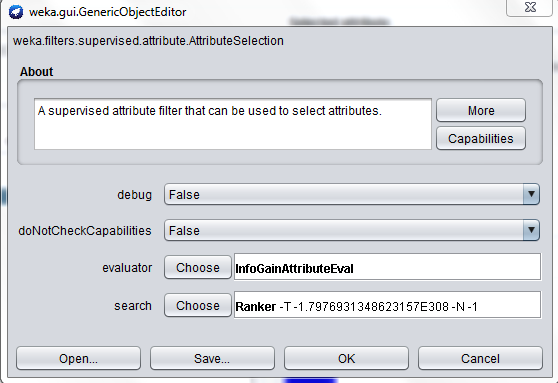 weka.gui.GenericObjectEditor
weka.filters.supervised.attribute.AttributeSelection
About
A supervised attribute filter that can be used to select attributes.
More
Capabilities
debug False
doNotCheckCapabilities False
evaluator Choose InfoGainAttributeEval
search Choose Ranker -T -1.7976931348623157E308 -N -1
Open... Save... OK Cancel